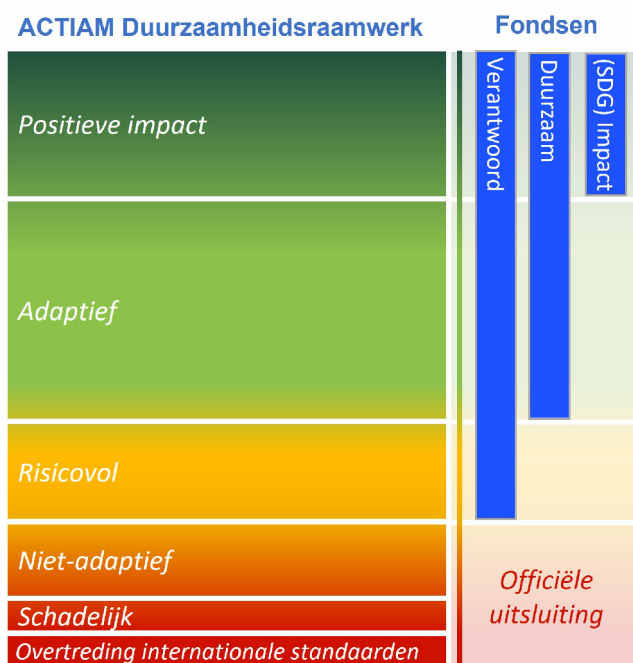 ACTIAM Duurzaamheidsraamwerk
Fondsen
Positieve impact
Verantwoord
Duurzaam
(SDG) Impact
Adaptief
Risicovol
Niet-adaptief
Officiële
uitsluiting
Schadelijk
Overtreding internationale standaarden